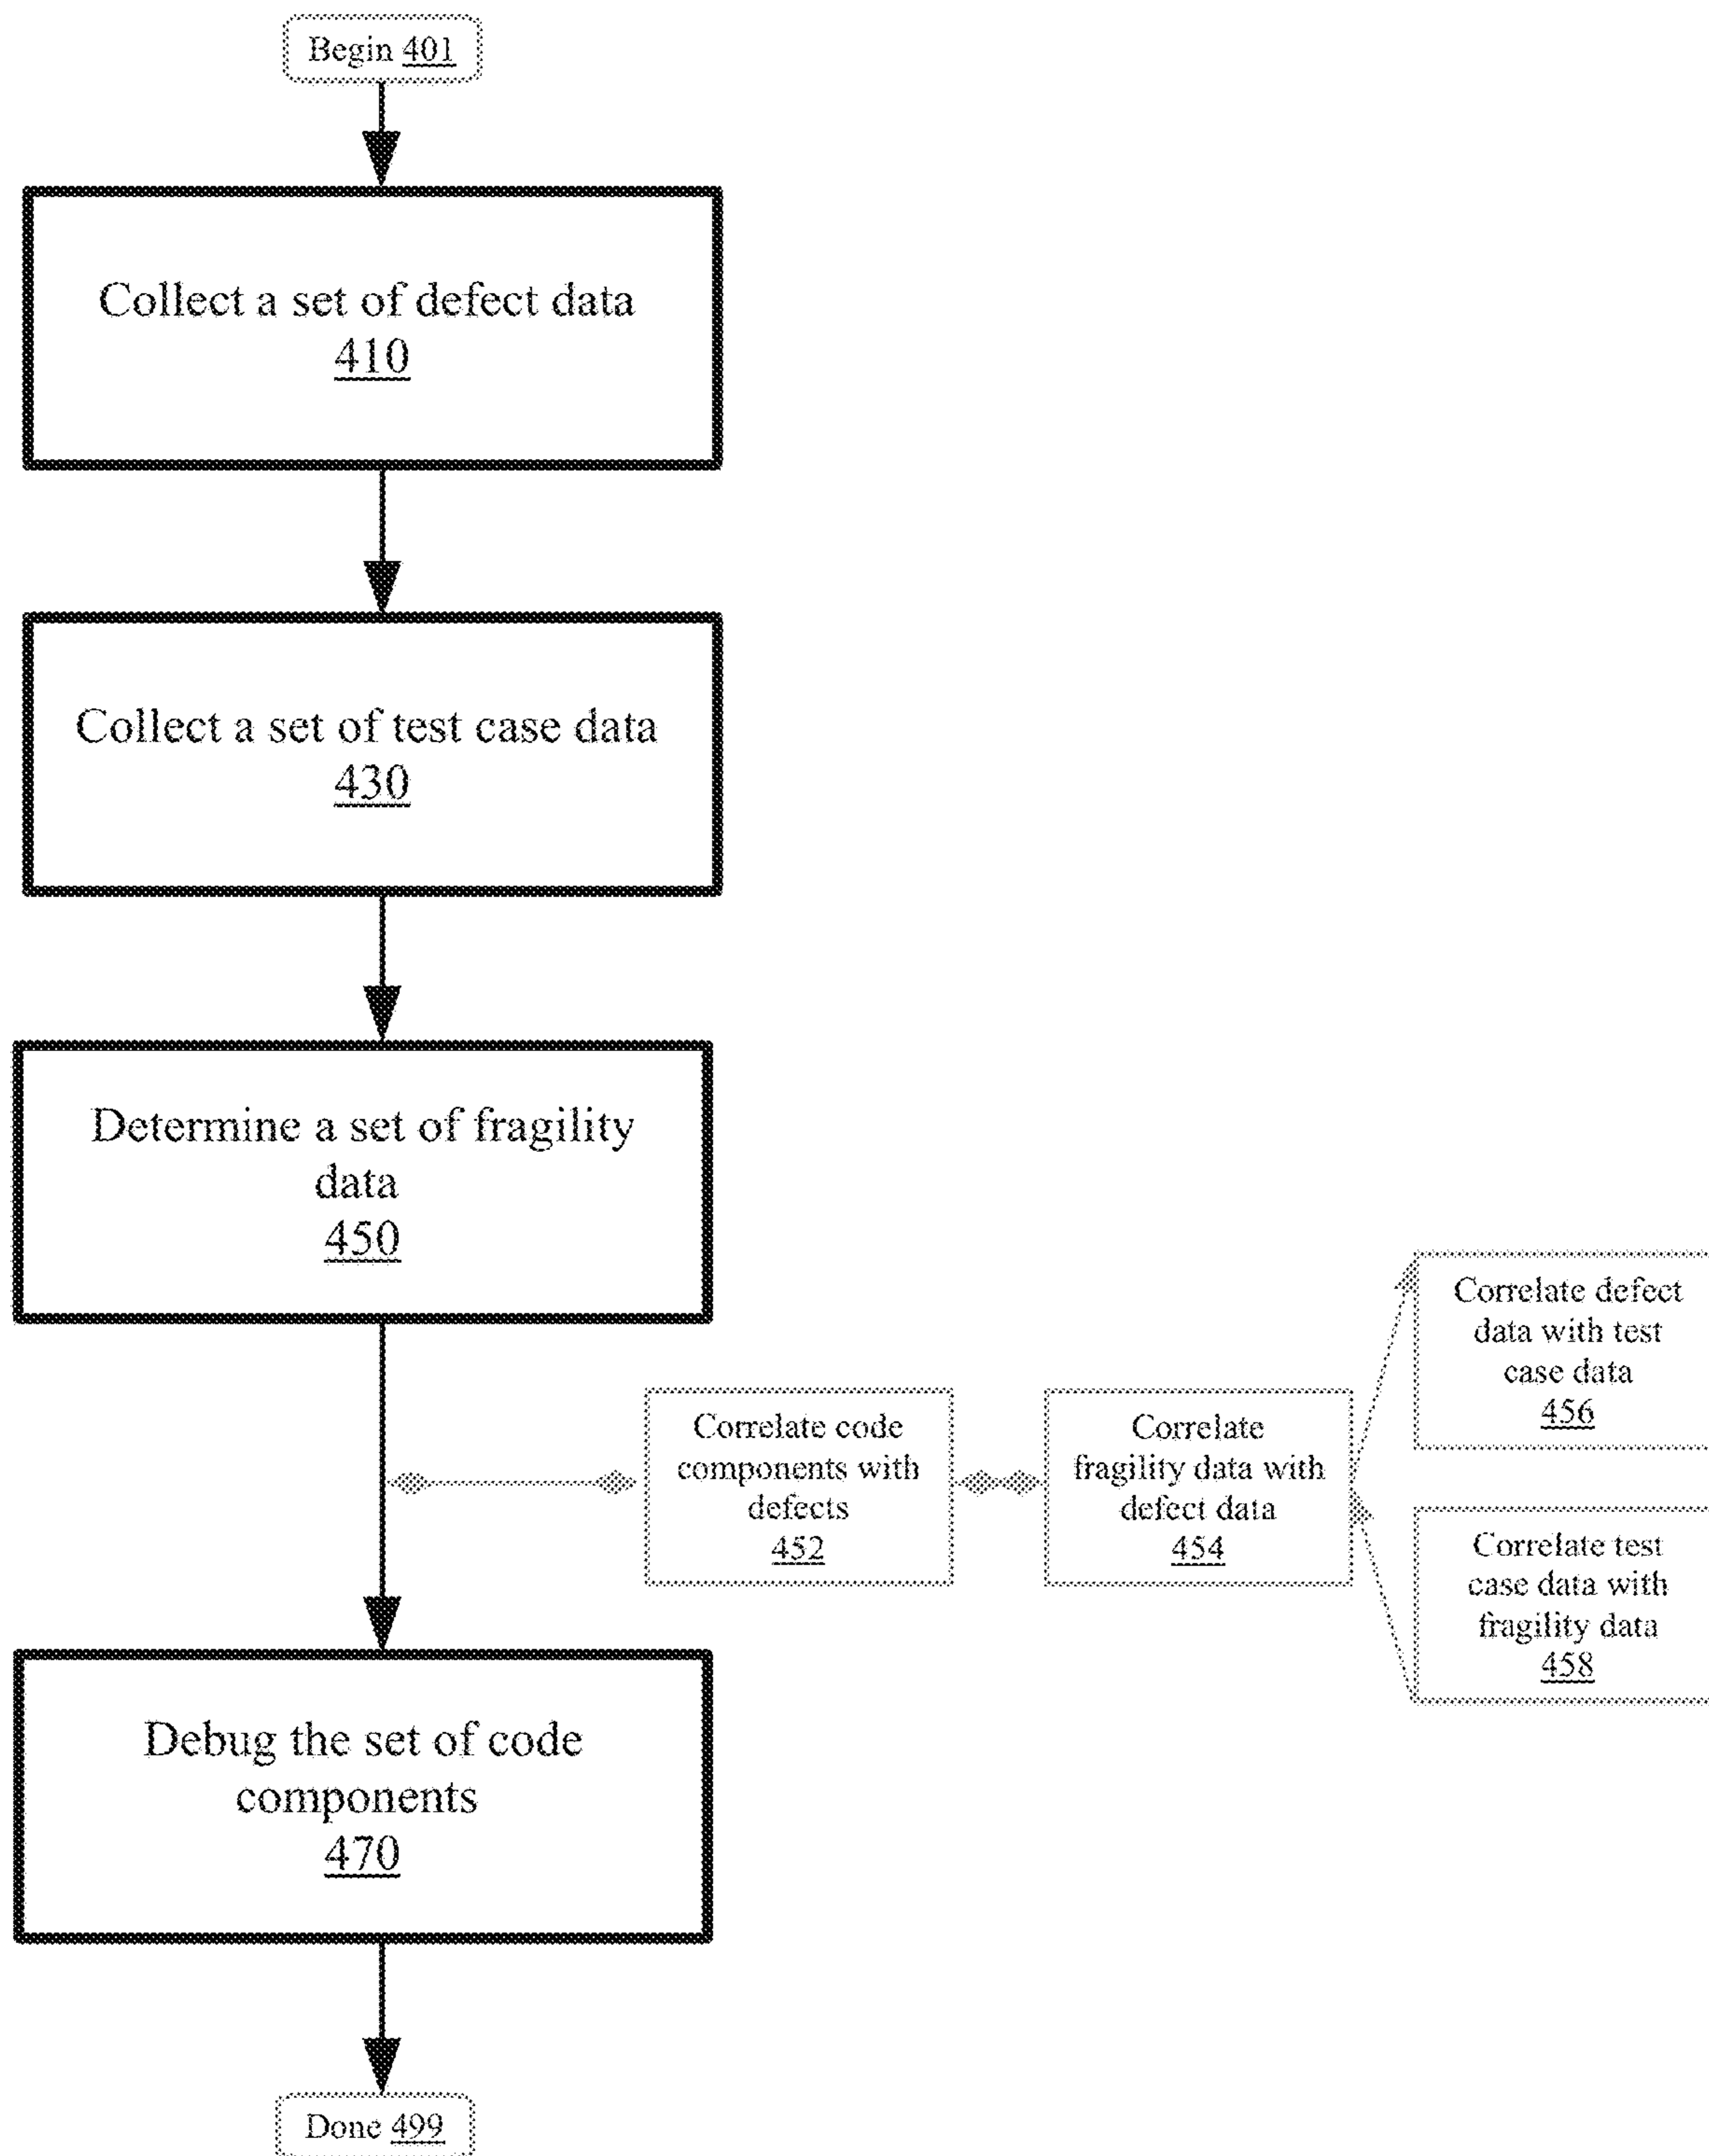 Begin 401
Collect a set of defect data
410
Collect a set of test case data
430
Determine a set of fragility
data
450
Correlate code
components with
defects
452
Correlate
fragility data with
defect data
454
Correlate defect
data with test
case data
456
Correlate test
case data with
fragility data
458
Debug the set of code
components
470
Done 499